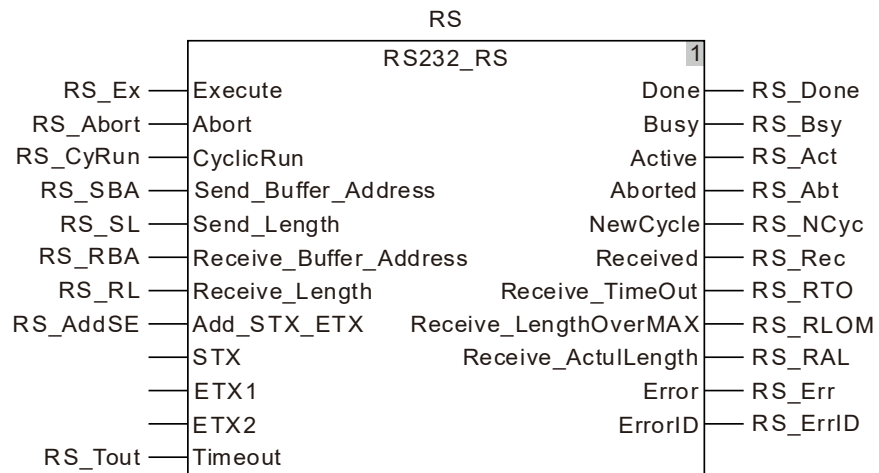 RS
RS232_RS 1
RS_Ex Execute Done RS_Done
RS_Abort Abort Busy RS_Bsy
RS_CyRun CyclicRun Active RS_Act
RS_SBA Send_Buffer_Address Aborted RS_Abt
RS_SL Send_Length NewCycle RS_NCyc
RS_RBA Receive_Buffer_Address Received RS_Rec
RS_RL Receive_Length Receive_TimeOut RS_RTO
RS_AddSE Add_STX_ETX Receive_LengthOverMAX RS_RLOM
STX Receive_ActulLength RS_RAL
ETX1 Error RS_Err
ETX2 ErrorID RS_ErrID
RS_Tout Timeout